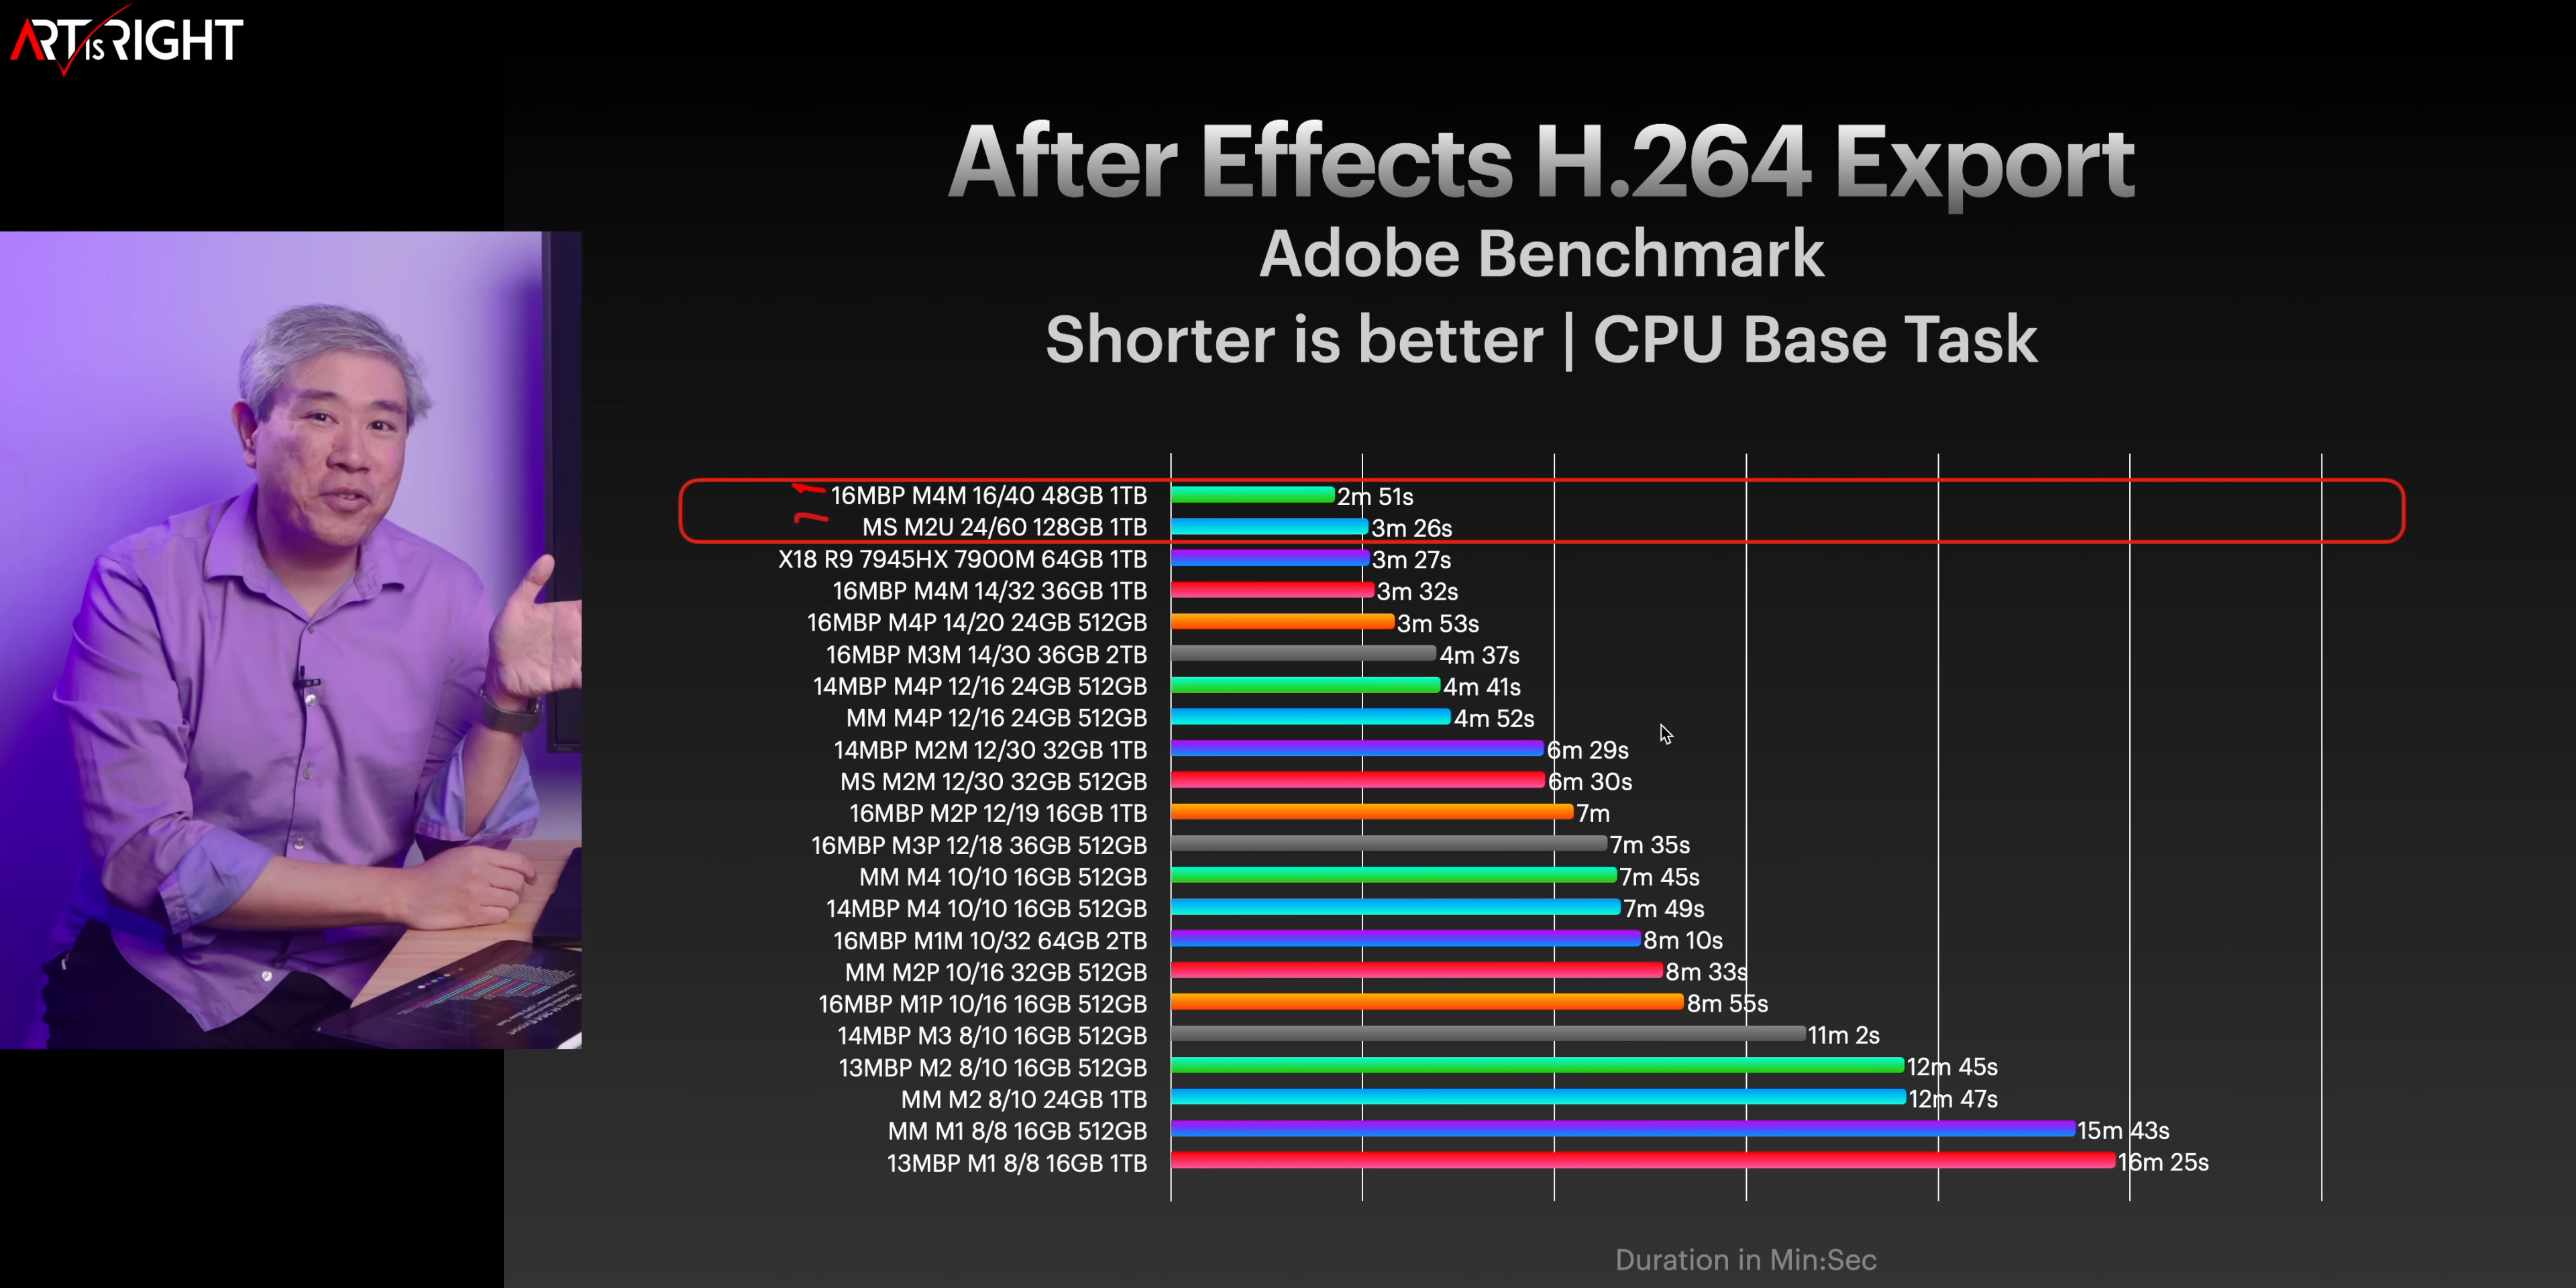 ART IS RIGHT
After Effects H.264 Export
Adobe Benchmark
Shorter is better | CPU Base Task
16MBP M4M 16/40 48GB 1TB 2m 51s
MS M2U 24/60 128GB 1TB 3m 26s
X18 R9 7945HX 7900M 64GB 1TB 3m 27s
16MBP M4M 14/32 36GB 1TB 3m 32s
16MBP M4P 14/20 24GB 512GB 3m 53s
16MBP M3M 14/30 36GB 2TB 4m 37s
14MBP M4P 12/16 24GB 512GB 4m 41s
MM M4P 12/16 24GB 512GB 4m 52s
14MBP M2M 12/30 32GB 1TB 6m 29s
MS M2M 12/30 32GB 512GB 6m 30s
16MBP M2P 12/19 16GB 1TB 7m
16MBP M3P 12/18 36GB 512GB 7m 35s
MM M4 10/10 16GB 512GB 7m 45s
14MBP M4 10/10 16GB 512GB 7m 49s
16MBP M1M 10/32 64GB 2TB 8m 10s
MM M2P 10/16 32GB 512GB 8m 33s
16MBP M1P 10/16 16GB 512GB 8m 55s
14MBP M3 8/10 16GB 512GB 11m 2s
13MBP M2 8/10 16GB 512GB 12m 45s
MM M2 8/10 24GB 1TB 12m 47s
MM M1 8/8 16GB 512GB 15m 43s
13MBP M1 8/8 16GB 1TB 16m 25s
Duration in Min:Sec